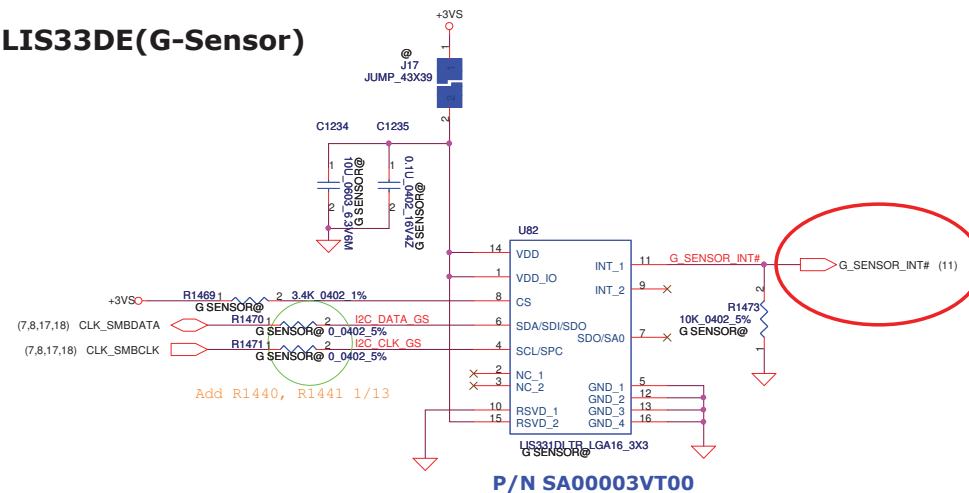 +3VS
LIS33DE(G-Sensor)
@
J17
JUMP_43X39
1
1
2
2
C1234
C1235
1
2
10U_0603_6.3V6M
G SENSOR@
1
2
0.1U_0402_16V4Z
G SENSOR@
U82
14 VDD
1 VDD_IO
8 CS
6 SDA/SDI/SDO
4 SCL/SPC
2 NC_1
3 NC_2
10 RSVD_1
15 RSVD_2
INT_1 11
INT_2 9
SDO/SA0 7
GND_1 5
GND_2 12
GND_3 13
GND_4 16
G_SENSOR_INT#
G_SENSOR_INT# (11)
2
R1473
10K_0402_5%
G SENSOR@
1
+3VS R1469 1 2 3.4K_0402_1%
G SENSOR@
(7,8,17,18) CLK_SMBDATA R1470 1 2 I2C_DATA_GS
G SENSOR@ 0_0402_5%
(7,8,17,18) CLK_SMBCLK R1471 1 2 I2C_CLK_GS
G SENSOR@ 0_0402_5%
Add R1440, R1441 1/13
LIS331DLTR_LGA16_3X3
G SENSOR@
P/N SA00003VT00